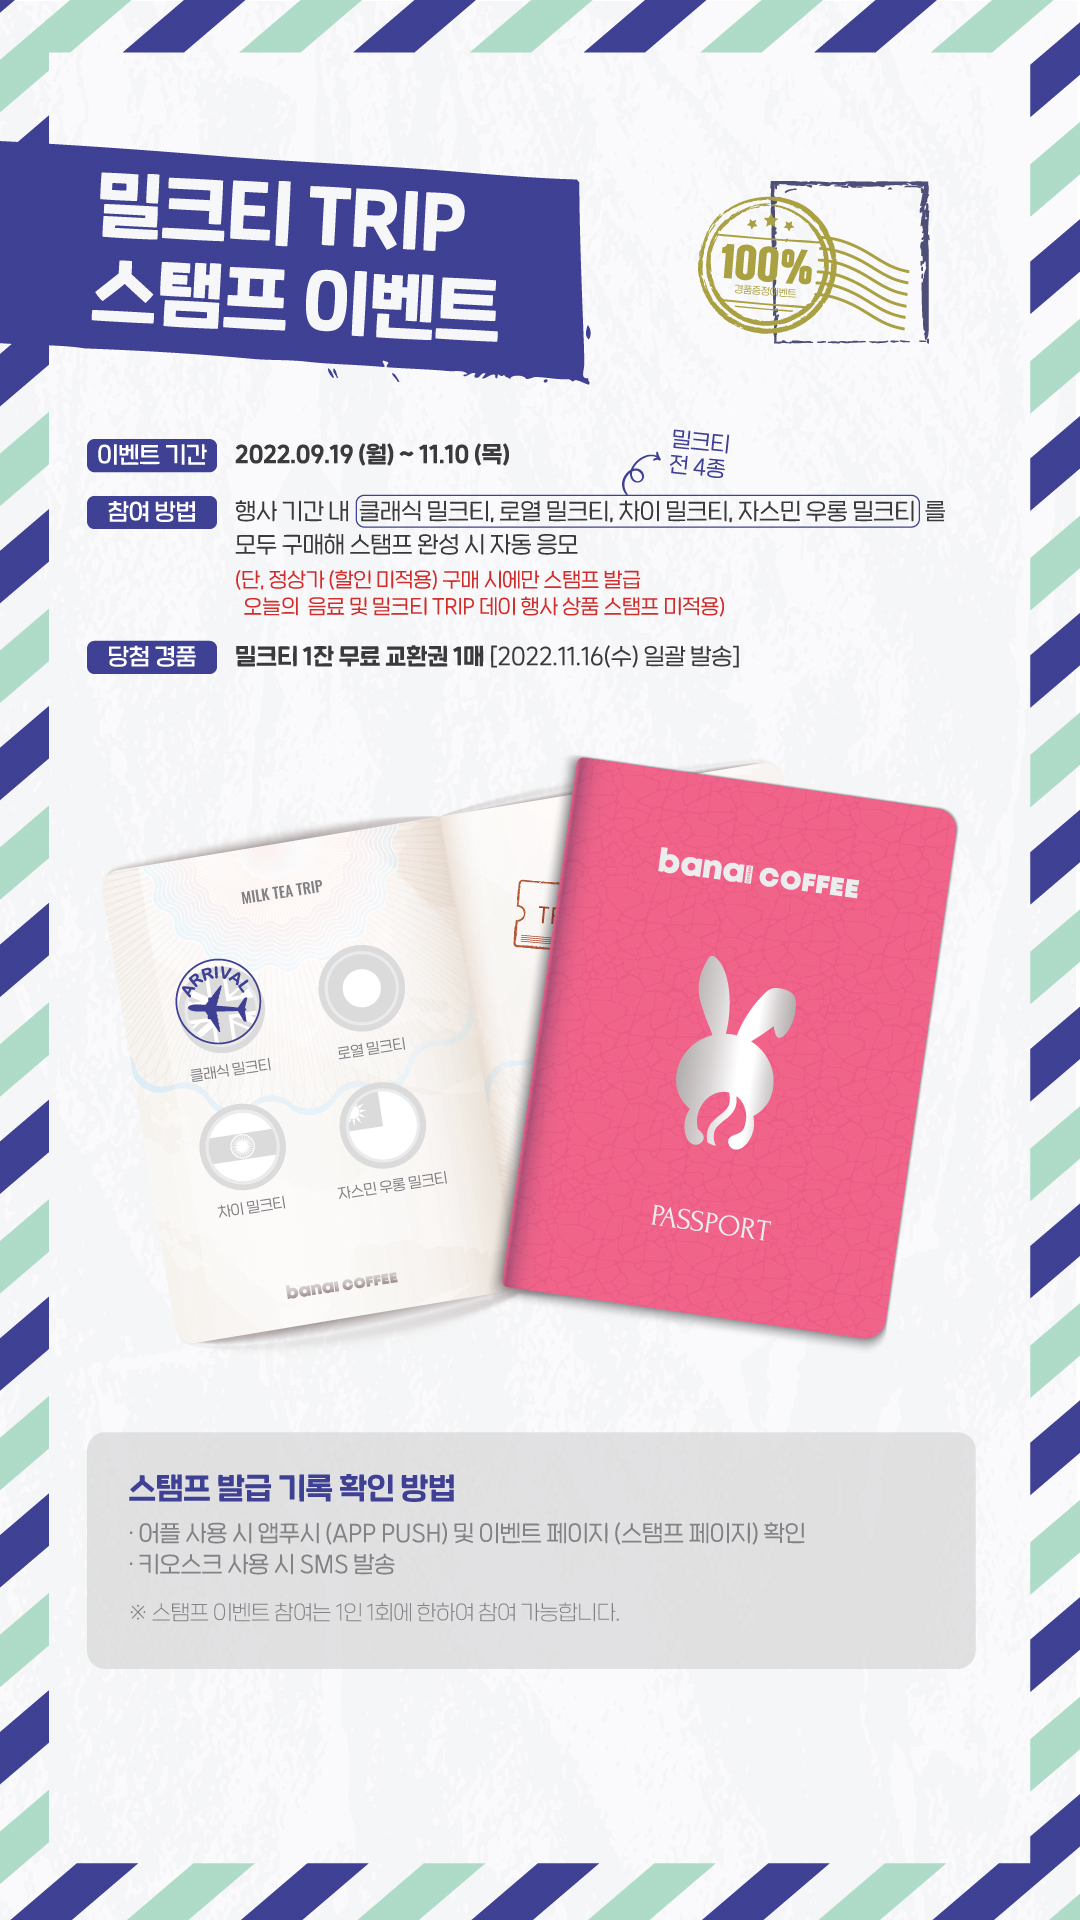 밀크티 TRIP
스탬프 이벤트
100%
경품증정이벤트
이벤트 기간
2022.09.19 (월) ~ 11.10 (목)
밀크티
전 4종
참여 방법
행사 기간 내 클래식 밀크티, 로열 밀크티, 차이 밀크티, 자스민 우롱 밀크티 를
모두 구매해 스탬프 완성 시 자동 응모
(단, 정상가 (할인 미적용) 구매 시에만 스탬프 발급
오늘의 음료 및 밀크티 TRIP 데이 행사 상품 스탬프 미적용)
당첨 경품
밀크티 1잔 무료 교환권 1매 [2022.11.16(수) 일괄 발송]
MILK TEA TRIP
ARRIVAL
클래식 밀크티
로열 밀크티
차이 밀크티
자스민 우롱 밀크티
banai COFFEE
banai COFFEE
PASSPORT
스탬프 발급 기록 확인 방법
· 어플 사용 시 앱푸시 (APP PUSH) 및 이벤트 페이지 (스탬프 페이지) 확인
· 키오스크 사용 시 SMS 발송
※ 스탬프 이벤트 참여는 1인 1회에 한하여 참여 가능합니다.